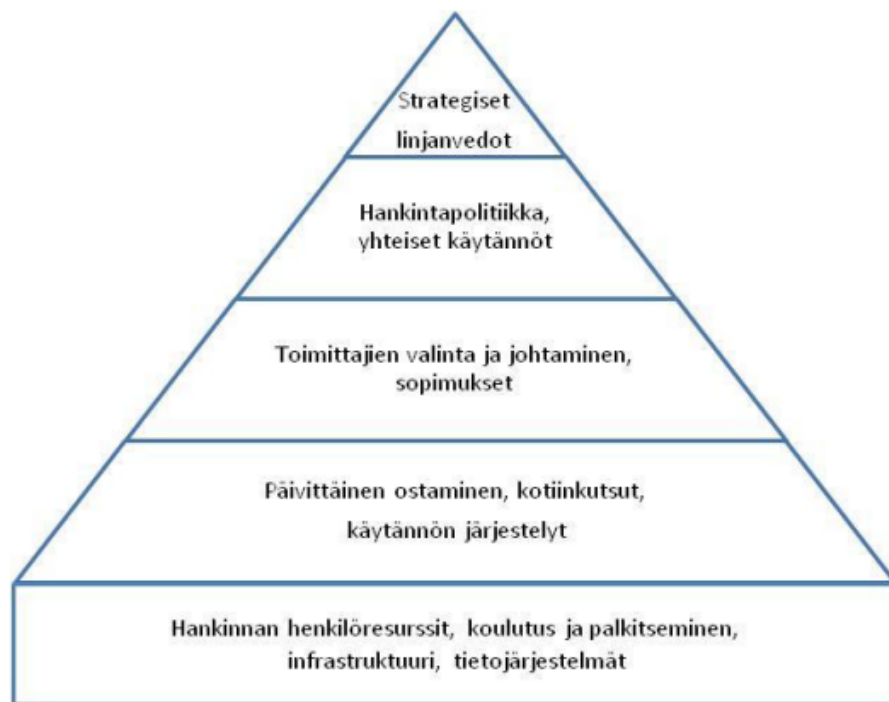 Strategiset
linjanvedot
Hankintapolitiikka,
yhteiset käytännöt
Toimittajien valinta ja johtaminen,
sopimukset
Päivittäinen ostaminen, kotiinkutsut,
käytännön järjestelyt
Hankinnan henkilöresurssit, koulutus ja palkitseminen,
infrastruktuuri, tietojärjestelmät